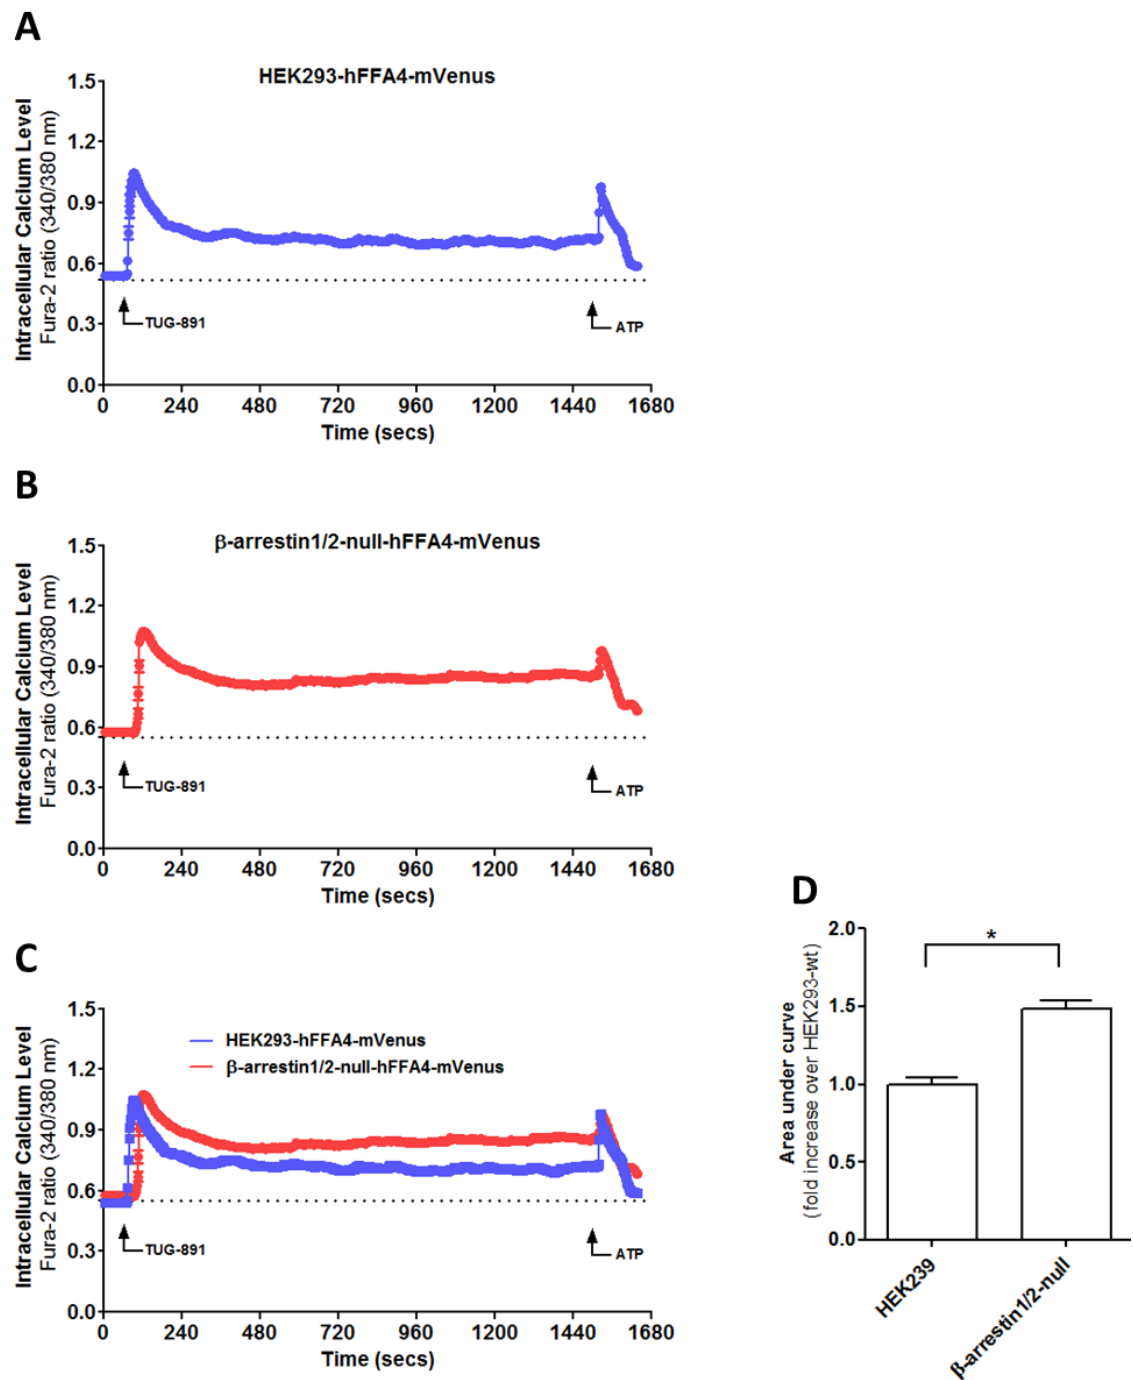 A
HEK293-hFFA4-mVenus
Intracellular Calcium Level
Fura-2 ratio (340/380 nm)
1.5
1.2
0.9
0.6
0.3
0.0
TUG-891
ATP
0 240 480 720 960 1200 1440 1680
Time (secs)
B
β-arrestin1/2-null-hFFA4-mVenus
Intracellular Calcium Level
Fura-2 ratio (340/380 nm)
1.5
1.2
0.9
0.6
0.3
0.0
TUG-891
ATP
0 240 480 720 960 1200 1440 1680
Time (secs)
C
HEK293-hFFA4-mVenus
β-arrestin1/2-null-hFFA4-mVenus
Intracellular Calcium Level
Fura-2 ratio (340/380 nm)
1.5
1.2
0.9
0.6
0.3
0.0
TUG-891
ATP
0 240 480 720 960 1200 1440 1680
Time (secs)
D
Area under curve
(fold increase over HEK293-wt)
2.0
1.5
1.0
0.5
0.0
*
HEK239
β-arrestin1/2-null